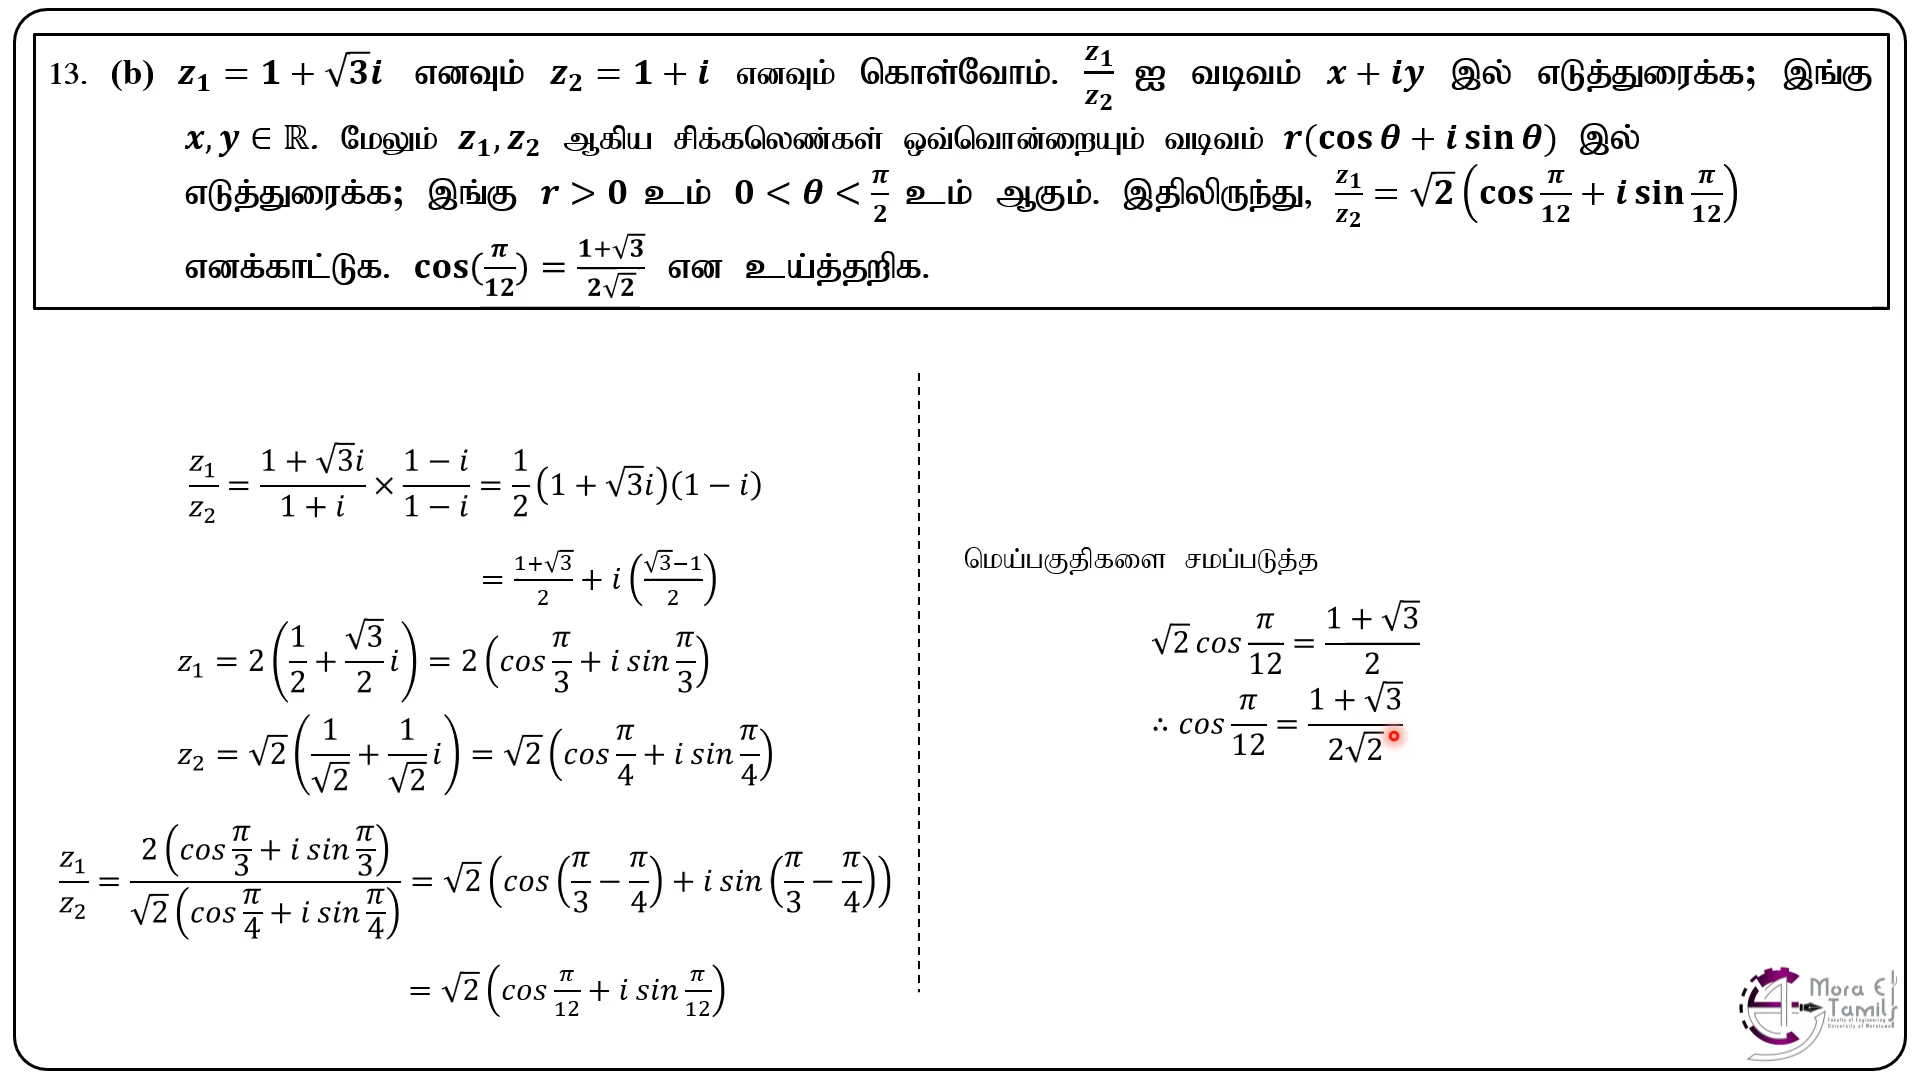 13. (b) z₁ = 1 + √3i எனவும் z₂ = 1 + i எனவும் கொள்வோம். z₁/z₂ ஐ வடிவம் x + iy இல் எடுத்துரைக்க; இங்கு
x, y ∈ ℝ. மேலும் z₁, z₂ ஆகிய சிக்கலெண்கள் ஒவ்வொன்றையும் வடிவம் r(cos θ + i sin θ) இல்
எடுத்துரைக்க; இங்கு r > 0 உம் 0 < θ < π/2 உம் ஆகும். இதிலிருந்து, z₁/z₂ = √2 (cos π/12 + i sin π/12)
எனக்காட்டுக. cos(π/12) = (1+√3)/(2√2) என உய்த்தறிக.
z₁/z₂ = (1 + √3i)/(1 + i) × (1 − i)/(1 − i) = 1/2 (1 + √3i)(1 − i)
= (1+√3)/2 + i ((√3−1)/2)
z₁ = 2 (1/2 + √3/2 i) = 2 (cos π/3 + i sin π/3)
z₂ = √2 (1/√2 + 1/√2 i) = √2 (cos π/4 + i sin π/4)
z₁/z₂ = 2 (cos π/3 + i sin π/3) / √2 (cos π/4 + i sin π/4) = √2 (cos (π/3 − π/4) + i sin (π/3 − π/4))
= √2 (cos π/12 + i sin π/12)
மெய்பகுதிகளை சமப்படுத்த
√2 cos π/12 = (1 + √3)/2
∴ cos π/12 = (1 + √3)/(2√2)
Mora E
Tamils
Faculty of Engineering
University of Moratuwa